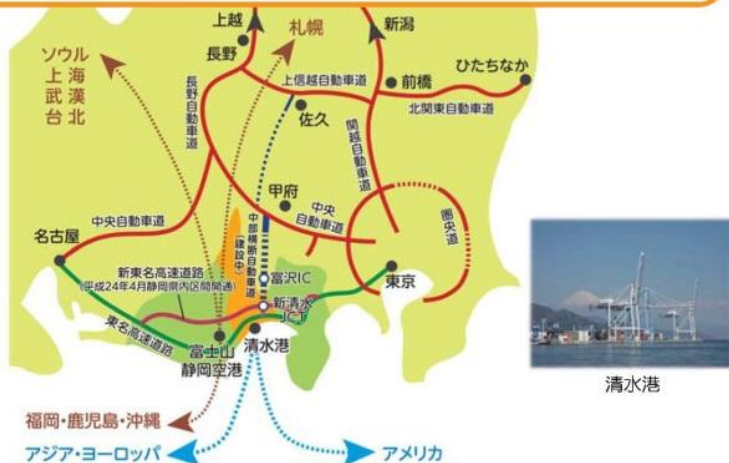 上越
札幌
新潟
ソウル
上　海
武　漢
台　北
長野
上信越自動車道
前橋
ひたちなか
長野自動車道
佐久
北関東自動車道
関越自動車道
甲府
中央
自動車道
圏央道
中央自動車道
名古屋
中部横断自動車道
(建設中)
新東名高速道路
(平成24年4月静岡県内区間開通)
富沢IC
新清水
JCT
東京
東名高速道路
富士山
静岡空港
清水港
清水港
福岡・鹿児島・沖縄
アジア・ヨーロッパ
アメリカ